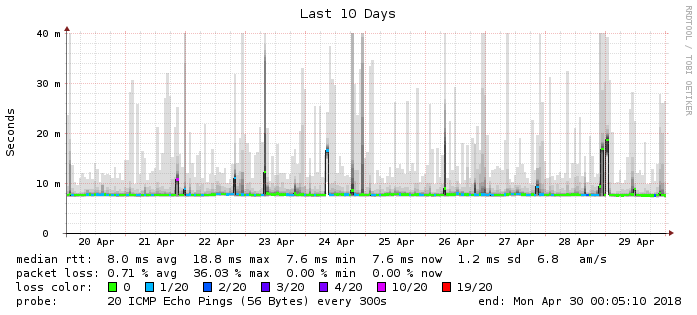 Last 10 Days
RRDTOOL / TOBI OETIKER
Seconds
40 m
30 m
20 m
10 m
0
20 Apr 21 Apr 22 Apr 23 Apr 24 Apr 25 Apr 26 Apr 27 Apr 28 Apr 29 Apr
median rtt: 8.0 ms avg 18.8 ms max 7.6 ms min 7.6 ms now 1.2 ms sd 6.8 am/s
packet loss: 0.71 % avg 36.03 % max 0.00 % min 0.00 % now
loss color: 0 1/20 2/20 3/20 4/20 10/20 19/20
probe: 20 ICMP Echo Pings (56 Bytes) every 300s end: Mon Apr 30 00:05:10 2018